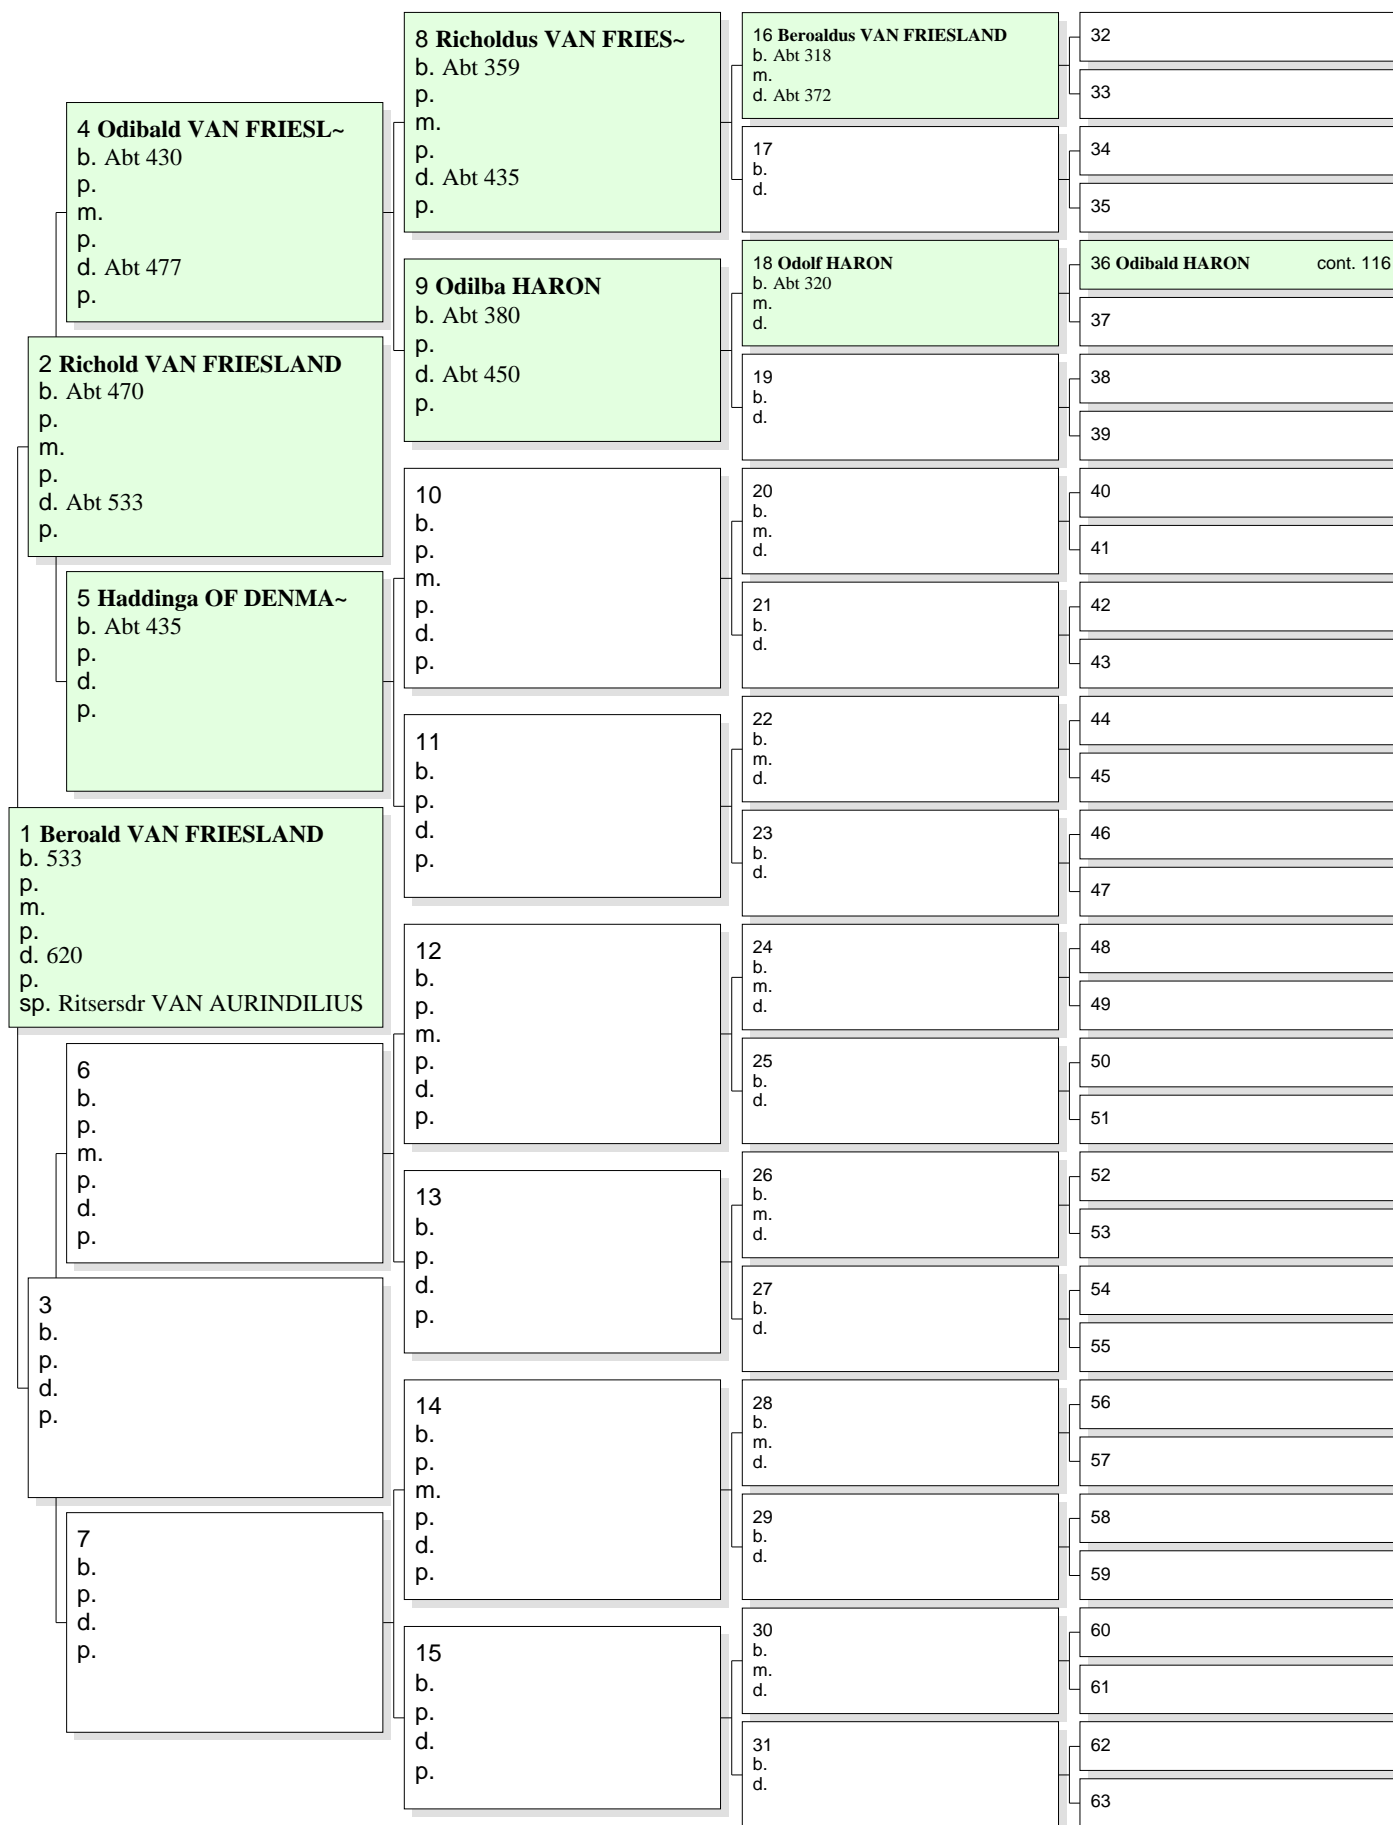 8 Richoldus VAN FRIES~
b. Abt 359
p.
m.
p.
d. Abt 435
p.
16 Beroaldus VAN FRIESLAND
b. Abt 318
m.
d. Abt 372
32
33
4 Odibald VAN FRIESL~
b. Abt 430
p.
m.
p.
d. Abt 477
p.
17
b.
d.
34
35
9 Odilba HARON
b. Abt 380
p.
d. Abt 450
p.
18 Odolf HARON
b. Abt 320
m.
d.
36 Odibald HARON cont. 116
37
2 Richold VAN FRIESLAND
b. Abt 470
p.
m.
p.
d. Abt 533
p.
19
b.
d.
38
39
10
b.
p.
m.
p.
d.
p.
20
b.
m.
d.
40
41
5 Haddinga OF DENMA~
b. Abt 435
p.
d.
p.
21
b.
d.
42
43
11
b.
p.
d.
p.
22
b.
m.
d.
44
45
1 Beroald VAN FRIESLAND
b. 533
p.
m.
p.
d. 620
p.
sp. Ritsersdr VAN AURINDILIUS
23
b.
d.
46
47
12
b.
p.
m.
p.
d.
p.
24
b.
m.
d.
48
49
6
b.
p.
m.
p.
d.
p.
25
b.
d.
50
51
13
b.
p.
d.
p.
26
b.
m.
d.
52
53
3
b.
p.
d.
p.
27
b.
d.
54
55
14
b.
p.
m.
p.
d.
p.
28
b.
m.
d.
56
57
7
b.
p.
d.
p.
29
b.
d.
58
59
15
b.
p.
d.
p.
30
b.
m.
d.
60
61
31
b.
d.
62
63